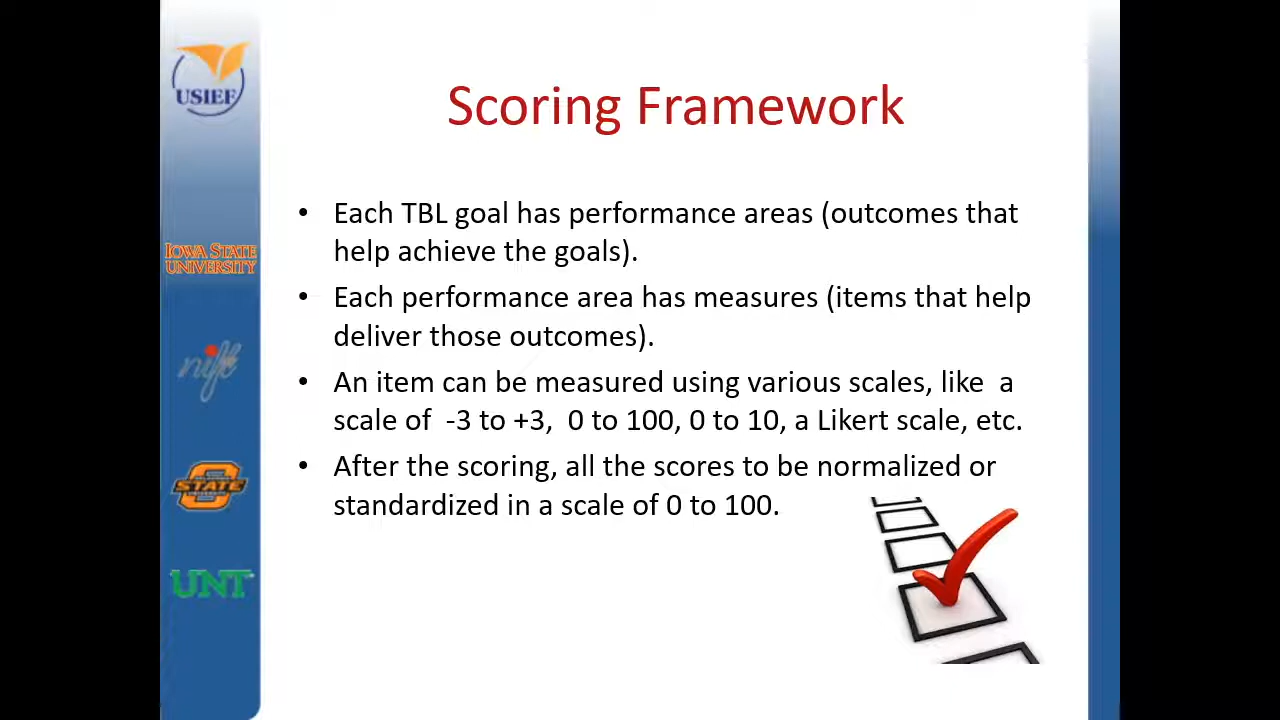 USIEF
Scoring Framework
• Each TBL goal has performance areas (outcomes that
help achieve the goals).
IOWA STATE
UNIVERSITY
• Each performance area has measures (items that help
deliver those outcomes).
nift
• An item can be measured using various scales, like  a
scale of  -3 to +3,  0 to 100, 0 to 10, a Likert scale, etc.
• After the scoring, all the scores to be normalized or
standardized in a scale of 0 to 100.
STATE
UNT